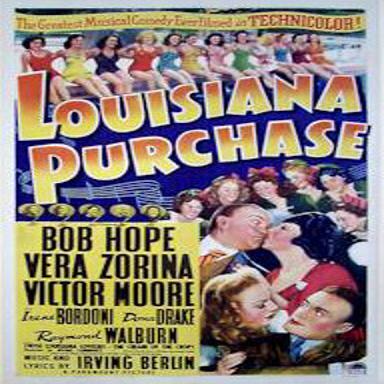 The Greatest Musical Comedy Ever Filmed in TECHNICOLOR!
LOUISIANA
PURCHASE
BOB HOPE
VERA ZORINA
VICTOR MOORE
Irene BORDONI Dona DRAKE
Raymond WALBURN
MUSIC AND
LYRICS BY IRVING BERLIN
A PARAMOUNT PICTURE